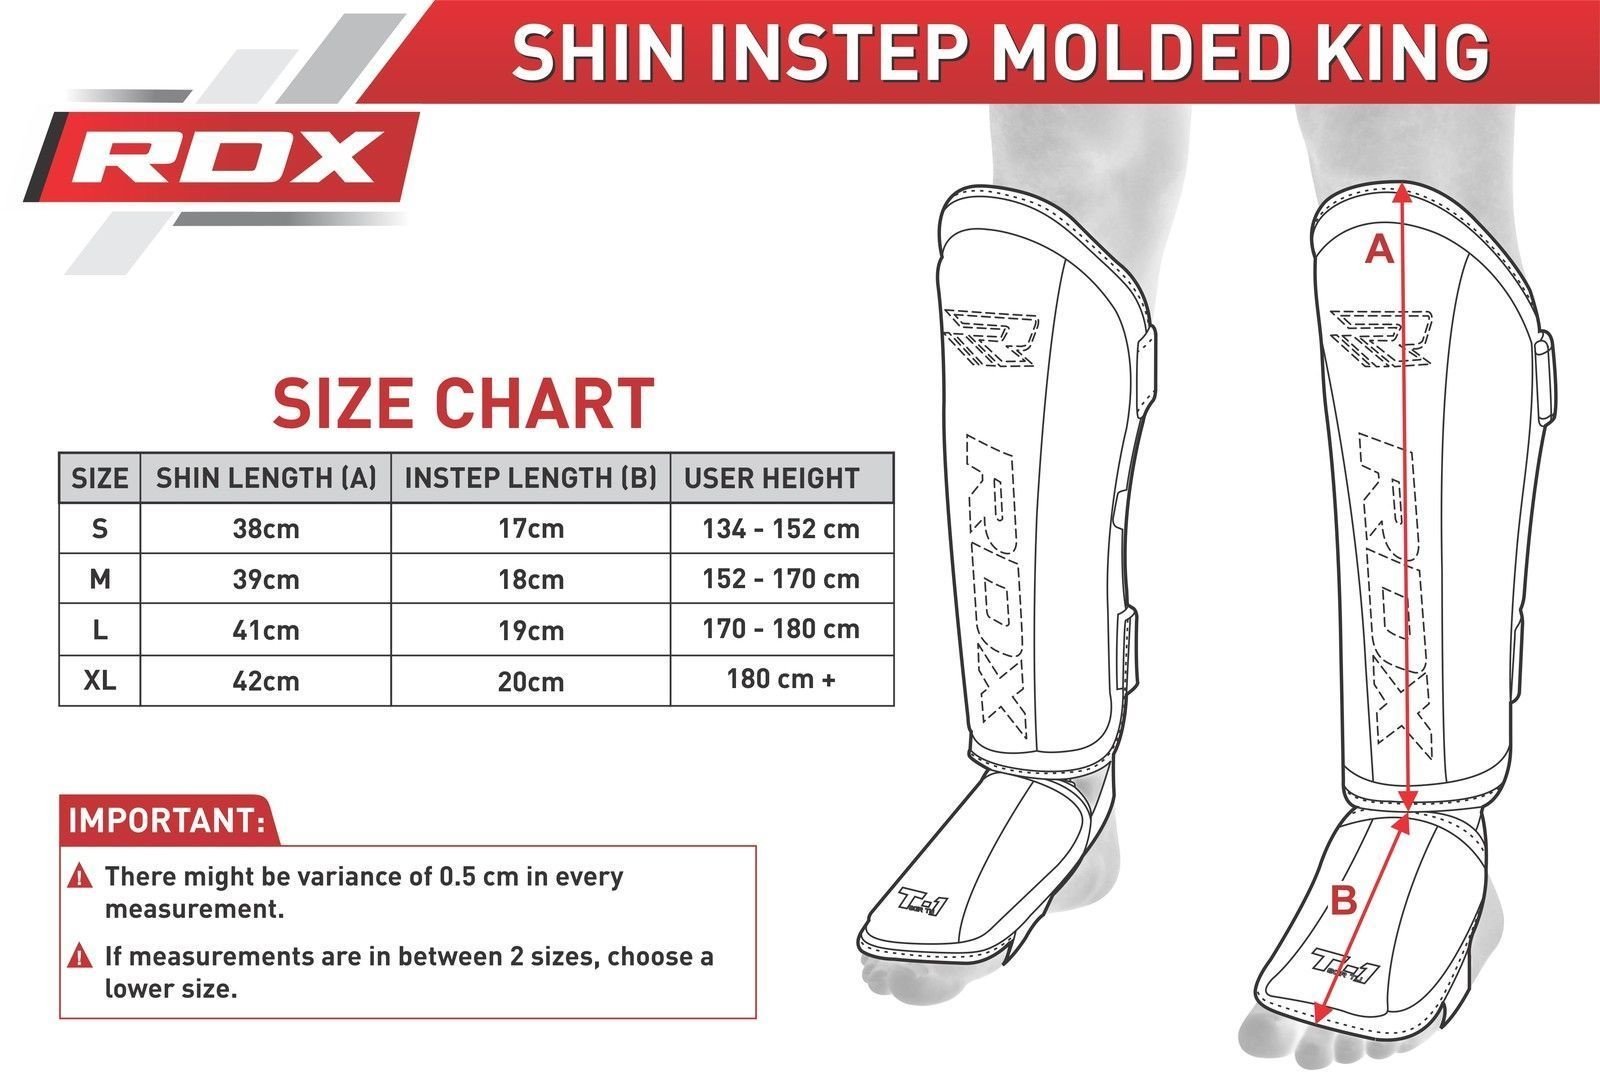 SHIN INSTEP MOLDED KING
RDX
SIZE CHART
SIZE SHIN LENGTH (A) INSTEP LENGTH (B) USER HEIGHT
S 38cm 17cm 134 - 152 cm
M 39cm 18cm 152 - 170 cm
L 41cm 19cm 170 - 180 cm
XL 42cm 20cm 180 cm +
IMPORTANT:
There might be variance of 0.5 cm in every
measurement.
If measurements are in between 2 sizes, choose a
lower size.
RDX
T-1
A
RDX
B
T-1